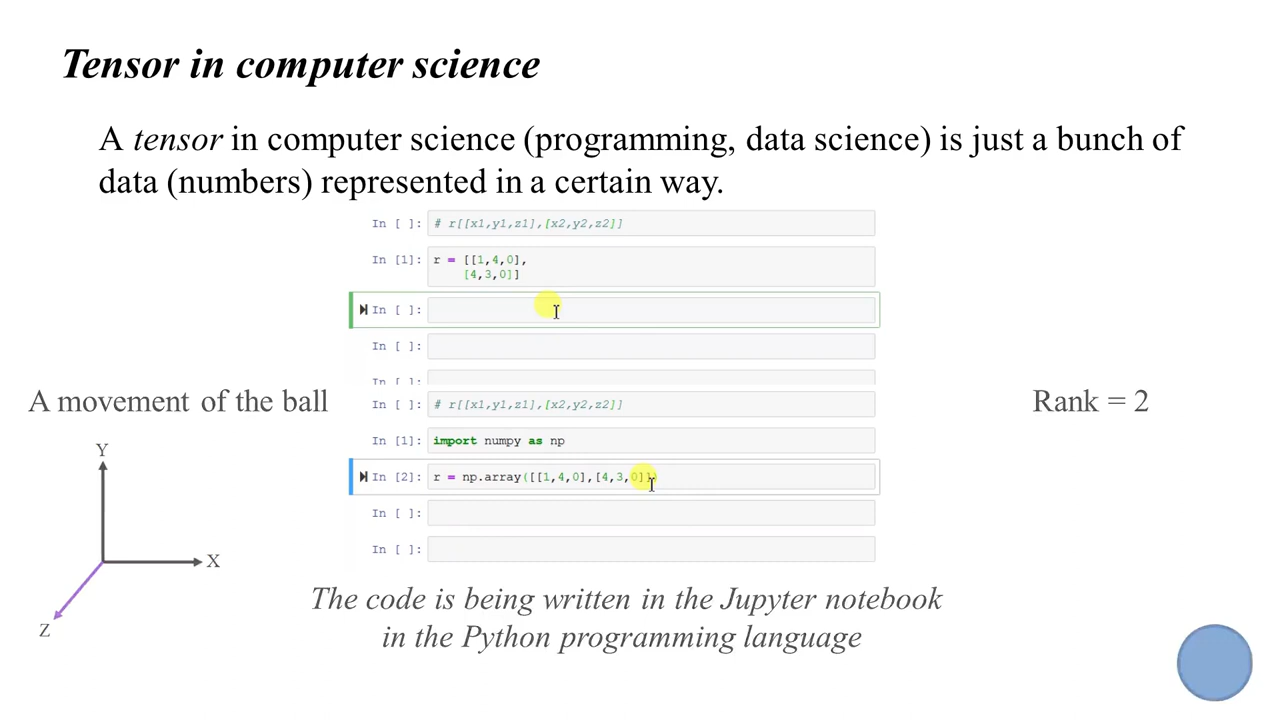 Tensor in computer science
A tensor in computer science (programming, data science) is just a bunch of
data (numbers) represented in a certain way.
In [ ]: # r[[x1,y1,z1],[x2,y2,z2]]
In [1]: r = [[1,4,0],
[4,3,0]]
In [ ]:
In [ ]:
In [ ]:
A movement of the ball
In [ ]: # r[[x1,y1,z1],[x2,y2,z2]]
Rank = 2
In [1]: import numpy as np
In [2]: r = np.array([[1,4,0],[4,3,0]])
In [ ]:
In [ ]:
Y
X
Z
The code is being written in the Jupyter notebook
in the Python programming language